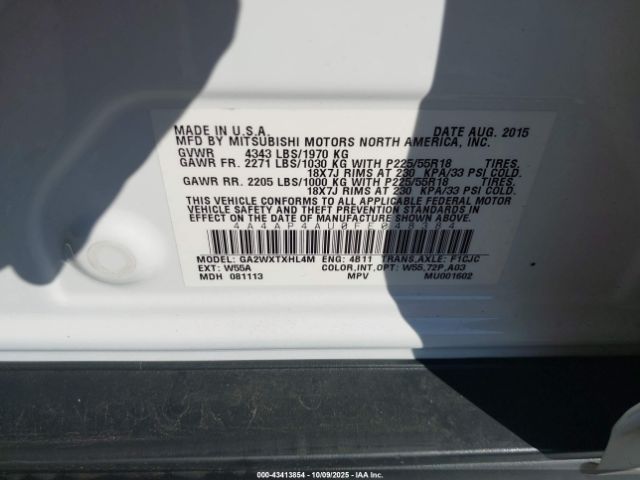 MADE IN U.S.A. DATE AUG. 2015
MFD BY MITSUBISHI MOTORS NORTH AMERICA, INC.
GVWR 4343 LBS/1970 KG
GAWR FR. 2271 LBS/1030 KG WITH P225/55R18 TIRES,
18X7J RIMS AT 230 KPA/33 PSI COLD.
GAWR RR. 2205 LBS/1000 KG WITH P225/55R18 TIRES,
18X7J RIMS AT 230 KPA/33 PSI COLD.
THIS VEHICLE CONFORMS TO ALL APPLICABLE FEDERAL MOTOR
VEHICLE SAFETY AND THEFT PREVENTION STANDARDS IN
EFFECT ON THE DATE OF MANUFACTURE SHOWN ABOVE.
4A4AP4AU0FE048384
MODEL: GA2WXTXHL4M ENG: 4B11 TRANS,AXLE: F1CJC
EXT: W55A COLOR,INT,OPT: W55,72P,A03
MDH 081113 MPV MU001602
000-43413854 | 10/09/2025 - IAA Inc.